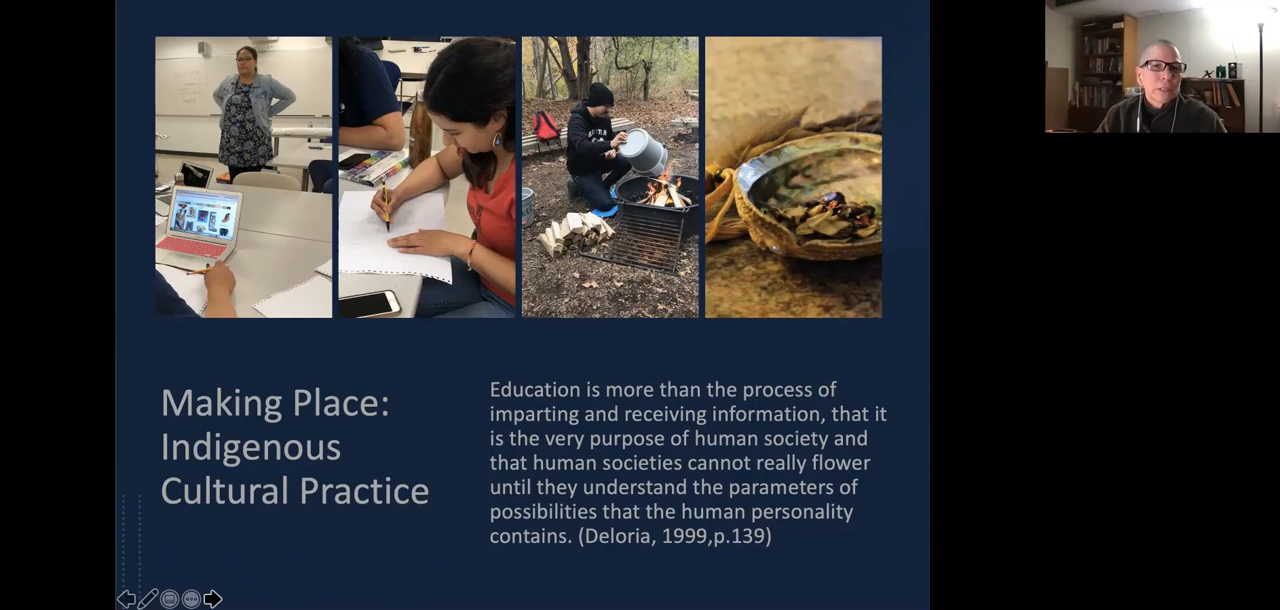 Making Place:
Indigenous
Cultural Practice
Education is more than the process of
imparting and receiving information, that it
is the very purpose of human society and
that human societies cannot really flower
until they understand the parameters of
possibilities that the human personality
contains. (Deloria, 1999,p.139)